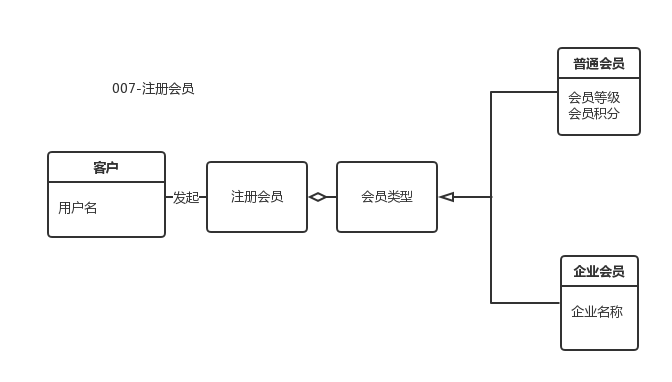 007-注册会员
客户
用户名
发起
注册会员
会员类型
普通会员
会员等级
会员积分
企业会员
企业名称